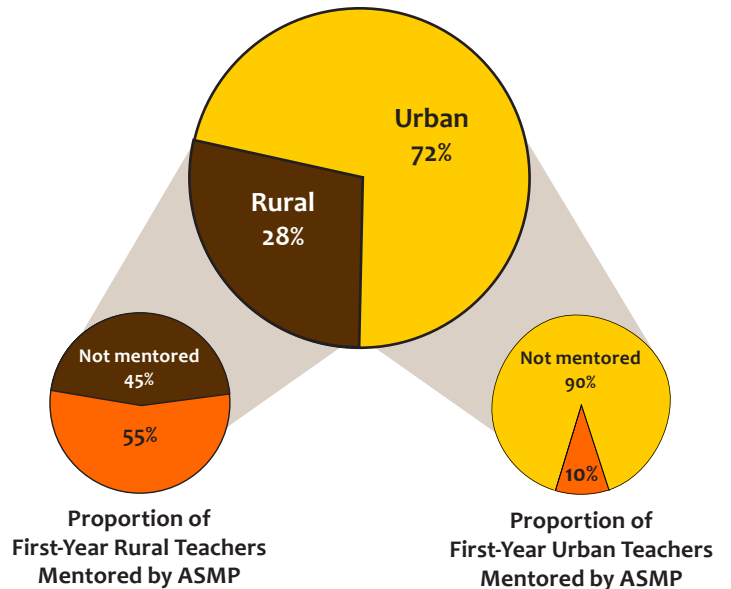 Urban
72%
Rural
28%
Not mentored
45%
55%
Proportion of
First-Year Rural Teachers
Mentored by ASMP
Not mentored
90%
10%
Proportion of
First-Year Urban Teachers
Mentored by ASMP